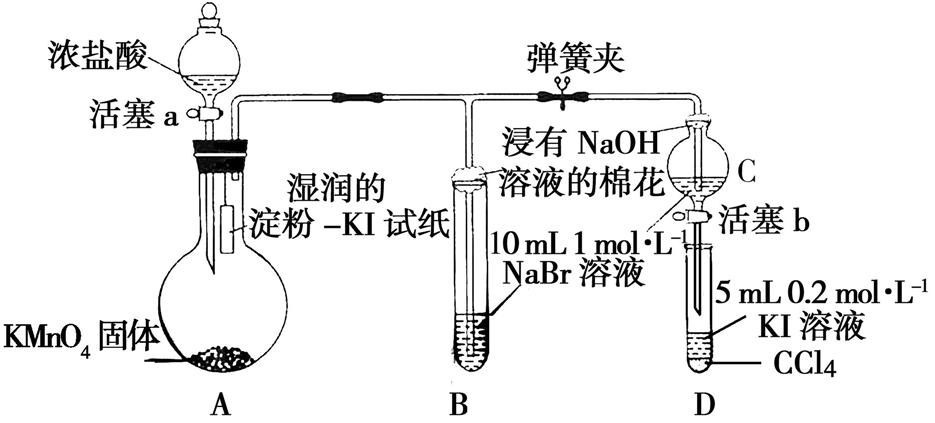 浓盐酸
活塞 a
弹簧夹
浸有 NaOH
溶液的棉花
C
湿润的
淀粉 -KI 试纸
活塞 b
10 mL 1 mol·L⁻¹
NaBr 溶液
5 mL 0.2 mol·L⁻¹
KI 溶液
KMnO₄ 固体
CCl₄
A
B
D